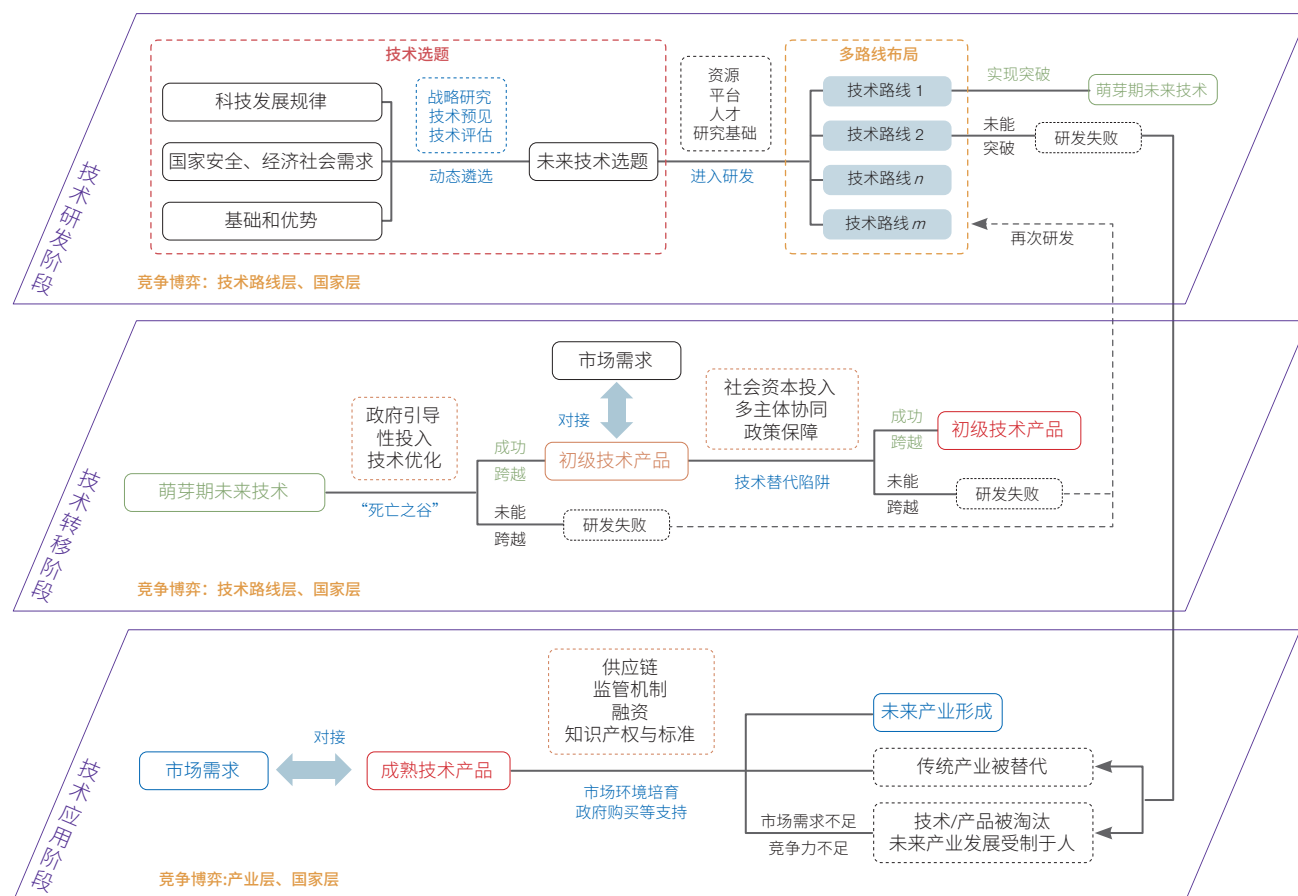 技术研发阶段
技术选题
科技发展规律
国家安全、经济社会需求
基础和优势
战略研究
技术预见
技术评估
动态遴选
未来技术选题
资源
平台
人才
研究基础
进入研发
多路线布局
技术路线 1
技术路线 2
技术路线 n
技术路线 m
实现突破
萌芽期未来技术
未能
突破
研发失败
再次研发
竞争博弈：技术路线层、国家层
技术转移阶段
萌芽期未来技术
政府引导
性投入
技术优化
“死亡之谷”
成功
跨越
未能
跨越
研发失败
市场需求
对接
初级技术产品
社会资本投入
多主体协同
政策保障
技术替代陷阱
成功
跨越
初级技术产品
未能
跨越
研发失败
竞争博弈：技术路线层、国家层
技术应用阶段
市场需求
对接
成熟技术产品
供应链
监管机制
融资
知识产权与标准
市场环境培育
政府购买等支持
未来产业形成
传统产业被替代
市场需求不足
竞争力不足
技术/产品被淘汰
未来产业发展受制于人
竞争博弈:产业层、国家层